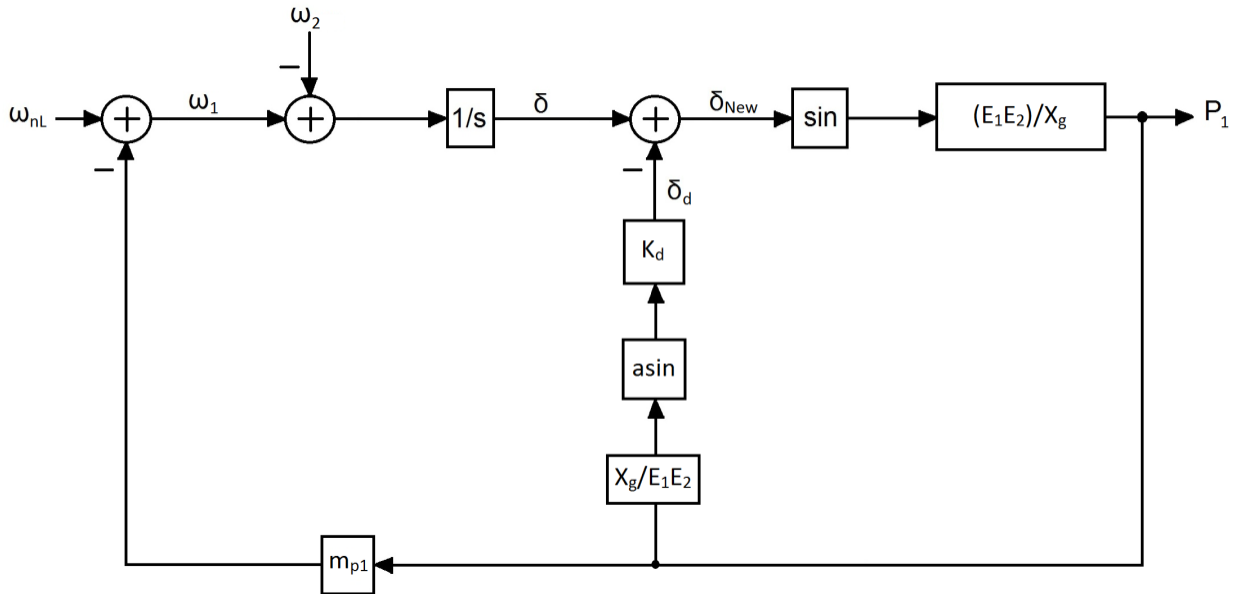 ω₂
−
ωnL
+
ω₁
+
1/s
δ
+
δNew
sin
(E₁E₂)/Xg
P₁
−
−
δd
Kd
asin
Xg/E₁E₂
mp1